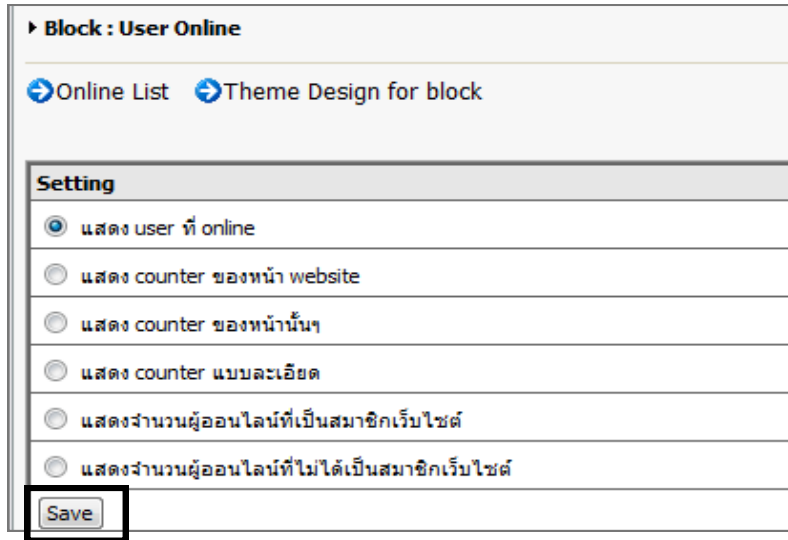 Block : User Online
Online List Theme Design for block
Setting
แสดง user ที่ online
แสดง counter ของหน้า website
แสดง counter ของหน้านั้นๆ
แสดง counter แบบละเอียด
แสดงจำนวนผู้ออนไลน์ที่เป็นสมาชิกเว็บไซต์
แสดงจำนวนผู้ออนไลน์ที่ไม่ได้เป็นสมาชิกเว็บไซต์
Save